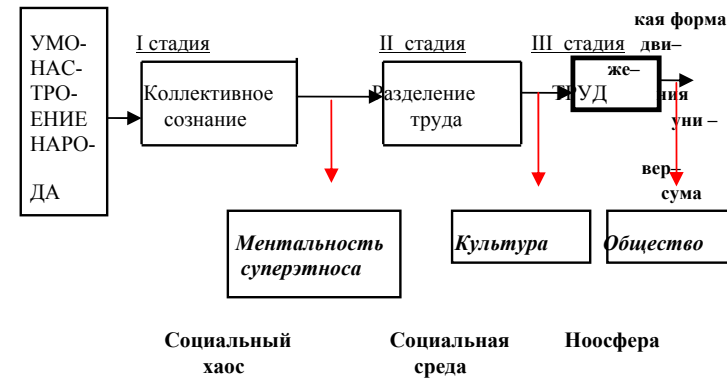 кая форма
УМО-
НАС-
ТРО-
ЕНИЕ
НАРО-
ДА
I стадия
II стадия
III стадия
дви–
же–
ния
уни –
вер–
сума
Коллективное
сознание
Разделение
труда
ТРУД
Ментальность
суперэтноса
Культура
Общество
Социальный
хаос
Социальная
среда
Ноосфера